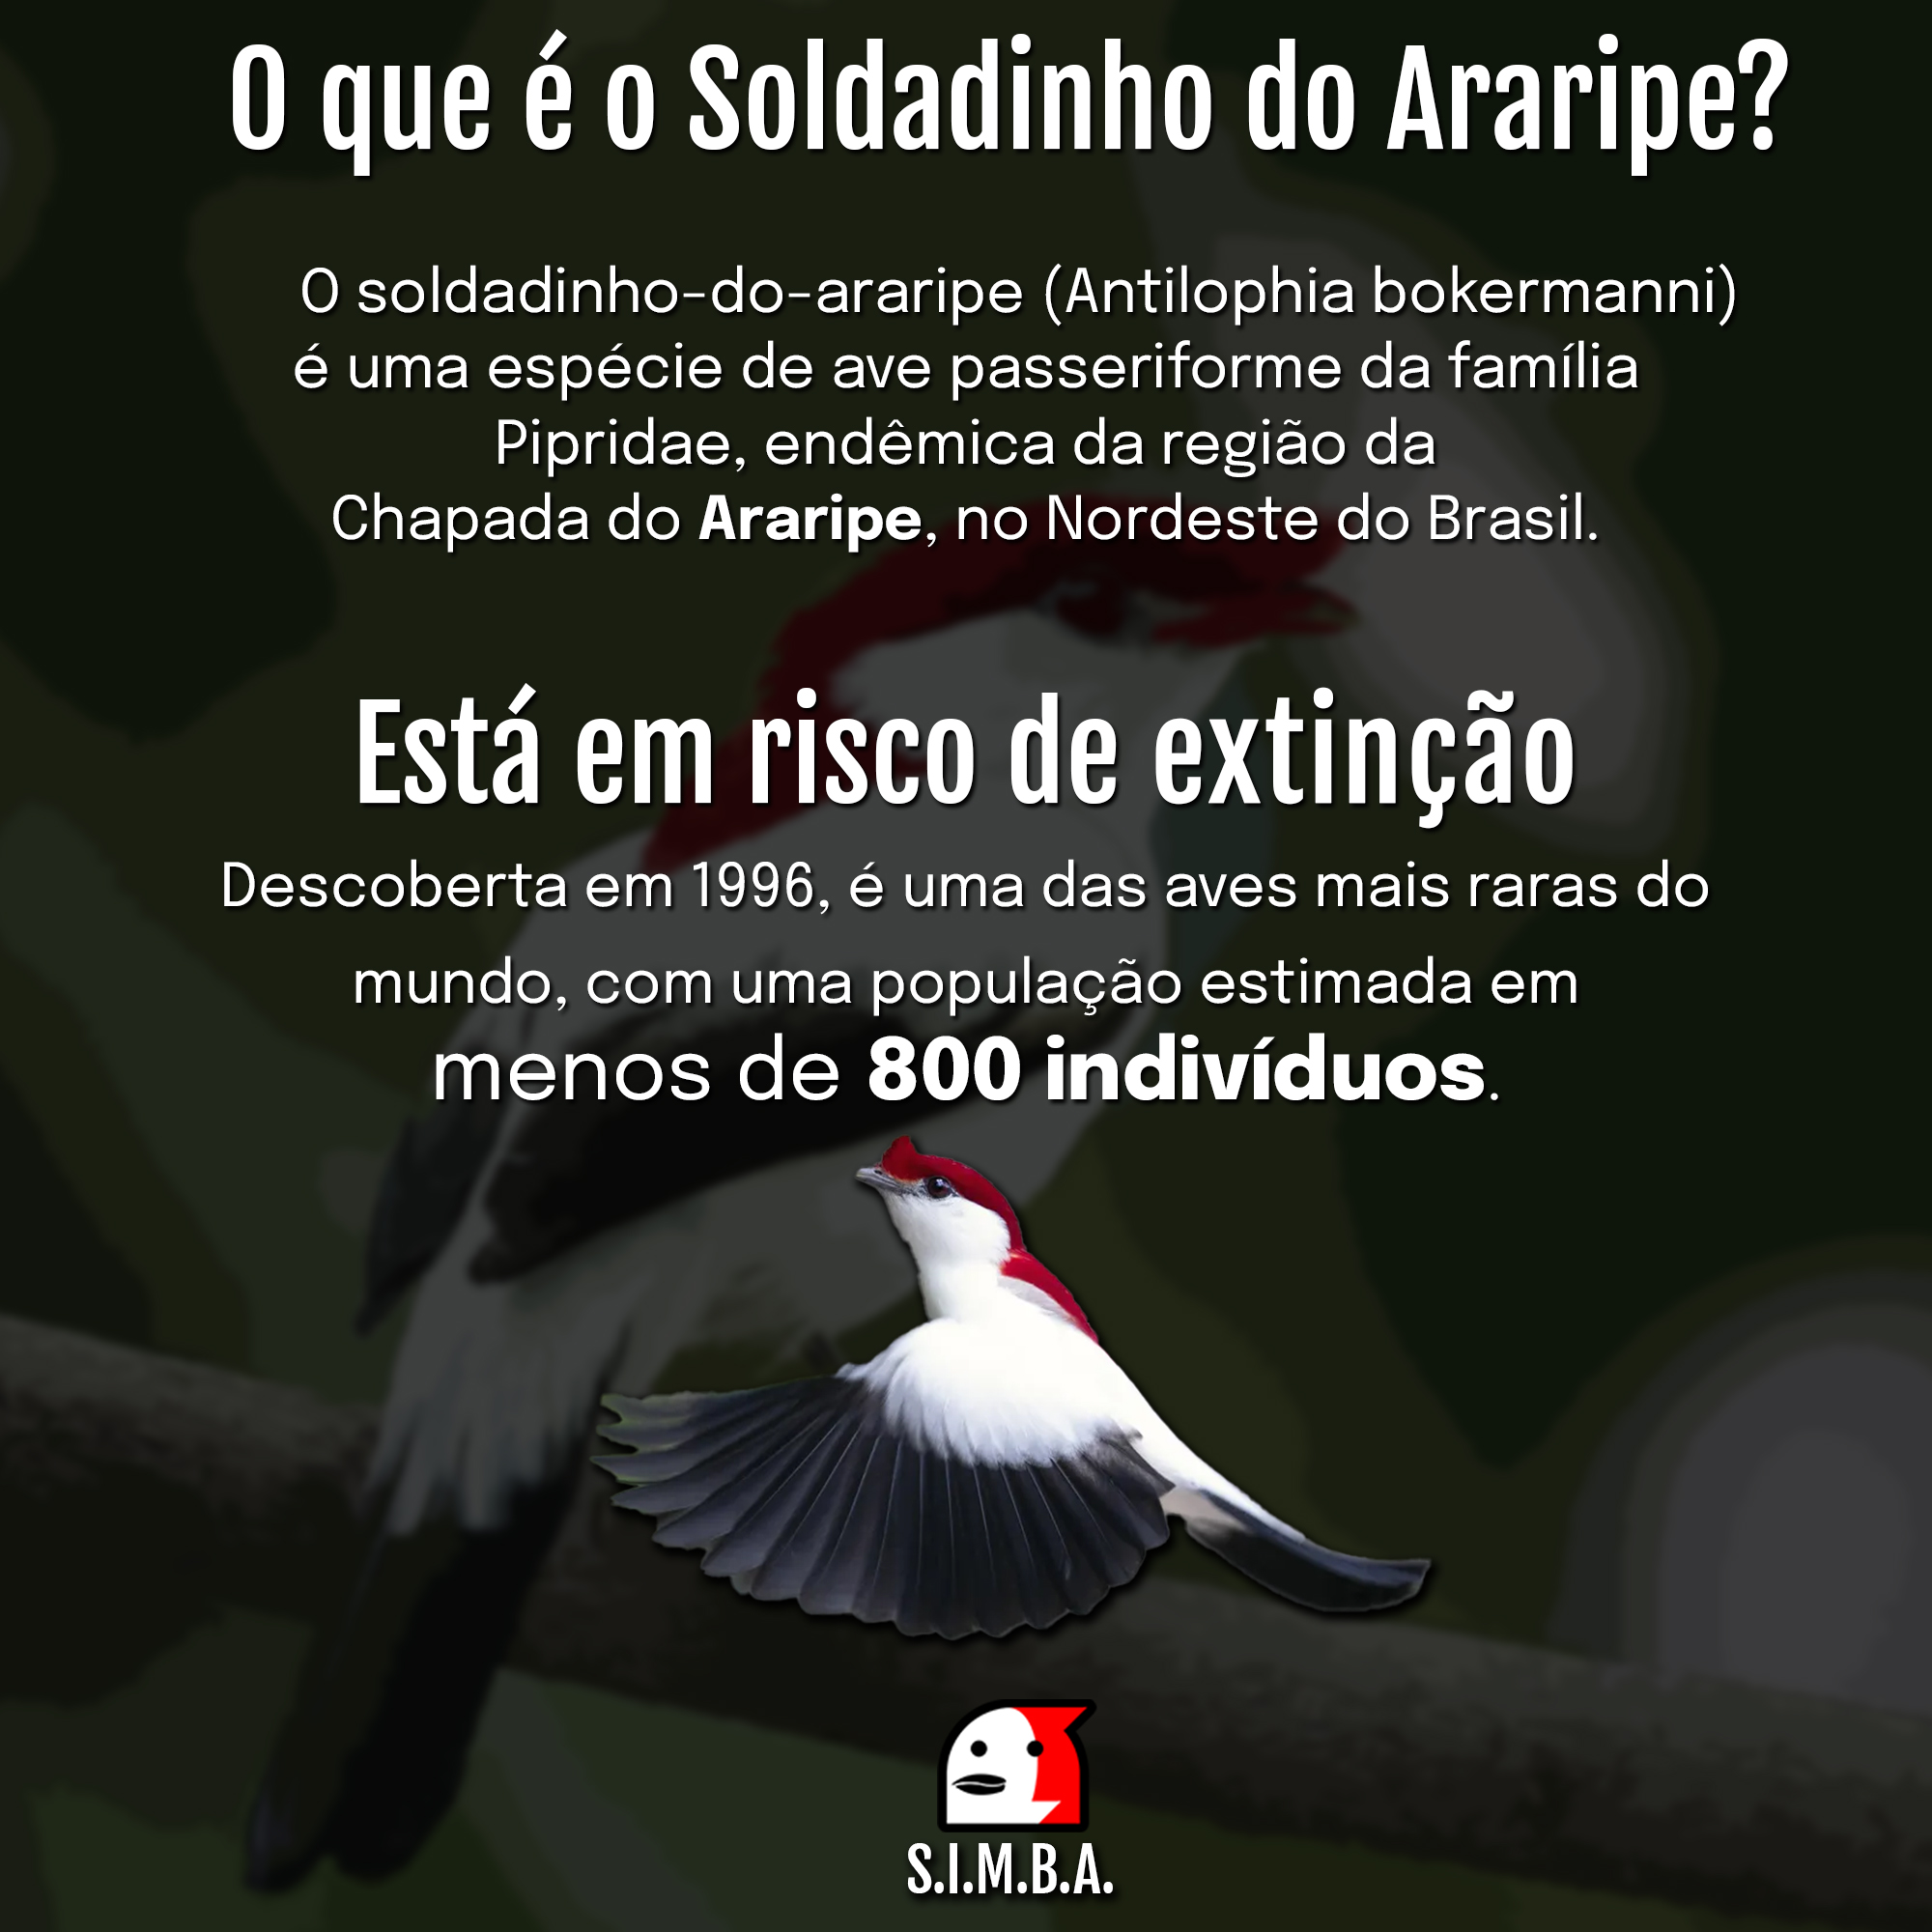 O que é o Soldadinho do Araripe?
O soldadinho-do-araripe (Antilophia bokermanni)
é uma espécie de ave passeriforme da família
Pipridae, endêmica da região da
Chapada do Araripe, no Nordeste do Brasil.
Está em risco de extinção
Descoberta em 1996, é uma das aves mais raras do
mundo, com uma população estimada em
menos de 800 indivíduos.
S.I.M.B.A.